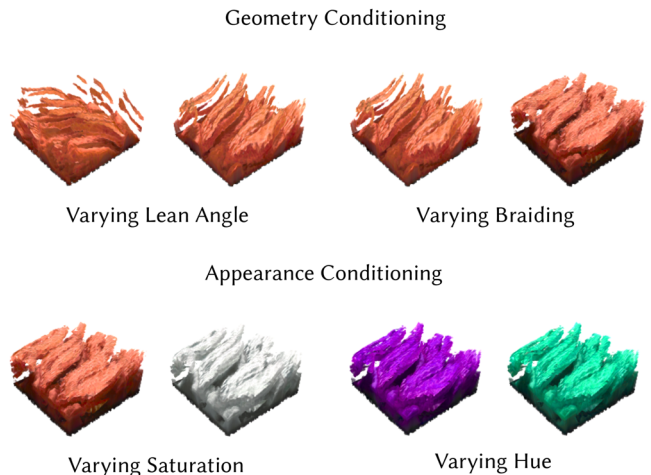 Geometry Conditioning
Varying Lean Angle
Varying Braiding
Appearance Conditioning
Varying Saturation
Varying Hue